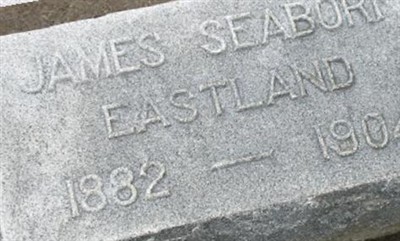 JAMES SEABORN
EASTLAND
1882 — 1904